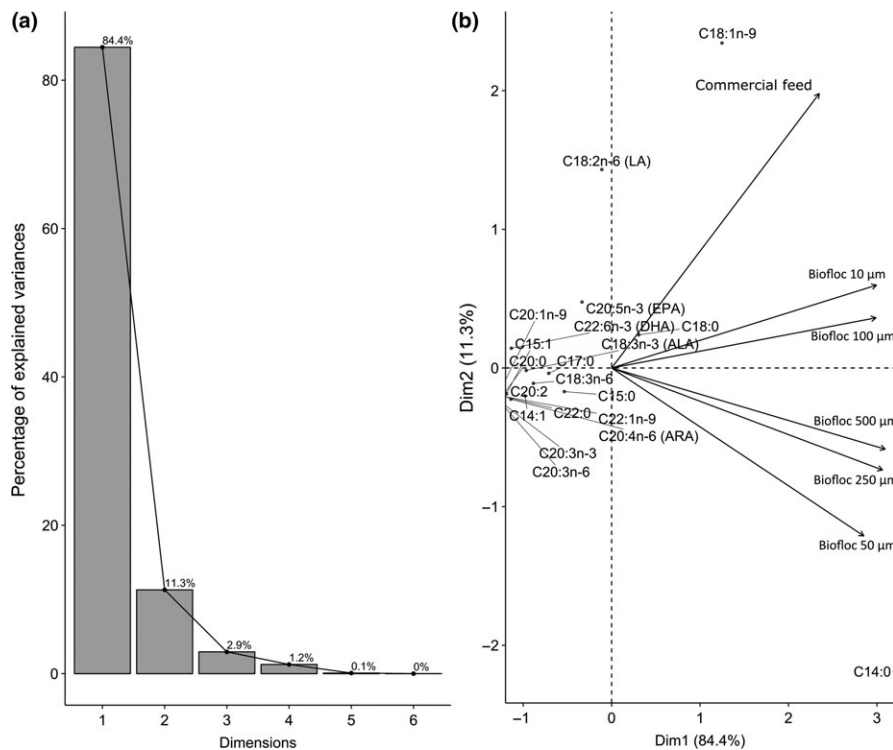 (a)
84.4%
80
60
40
20
0
Percentage of explained variances
11.3%
2.9%
1.2%
0.1%
0%
1 2 3 4 5 6
Dimensions
(b)
C18:1n-9
2
Commercial feed
C18:2n-6 (LA)
1
Biofloc 10 μm
C20:5n-3 (EPA)
C20:1n-9
C22:6n-3 (DHA) C18:0
Biofloc 100 μm
C15:1
C18:3n-3 (ALA)
C20:0 C17:0
0
C18:3n-6
C20:2
C15:0
C14:1 C22:0
C22:1n-9
Biofloc 500 μm
C20:4n-6 (ARA)
C20:3n-3
C20:3n-6
Biofloc 250 μm
−1
Biofloc 50 μm
−2
C14:0
Dim2 (11.3%)
−1 0 1 2 3
Dim1 (84.4%)